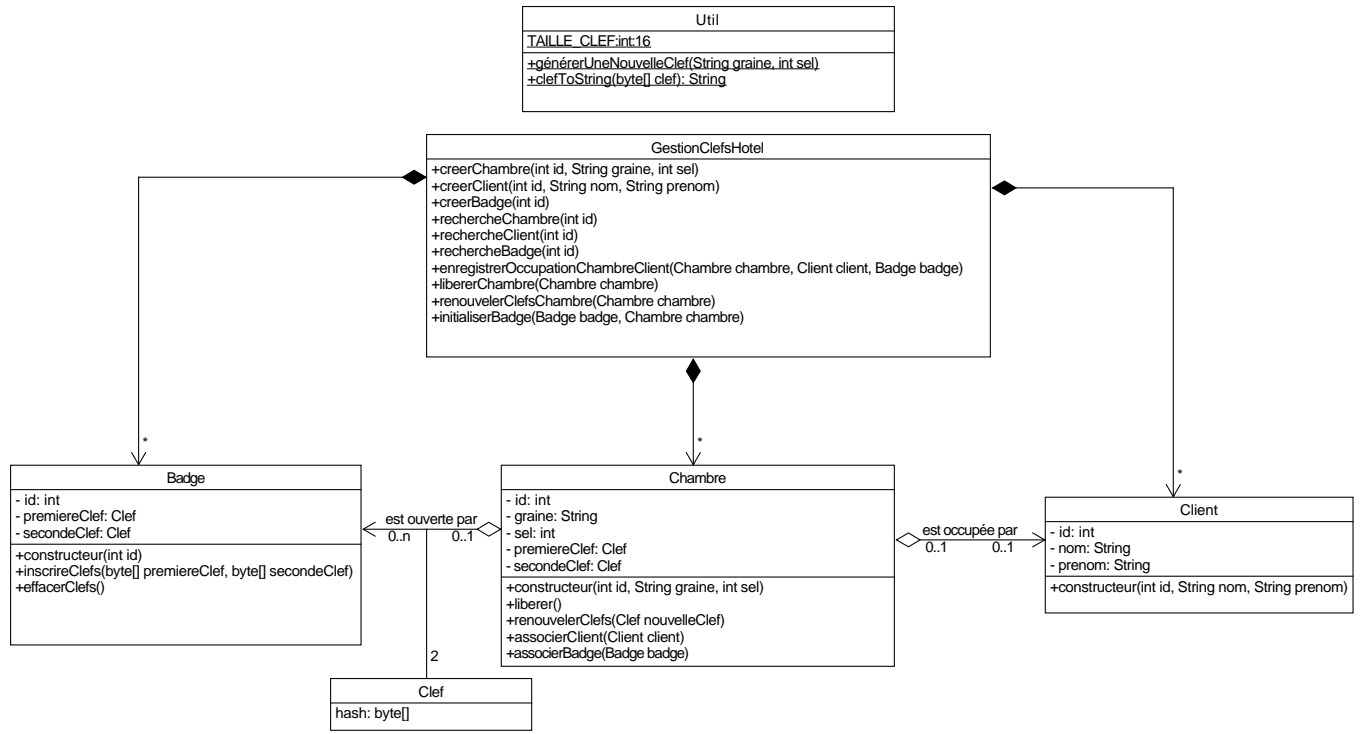 Util
TAILLE_CLEF:int:16
+générerUneNouvelleClef(String graine, int sel)
+clefToString(byte[] clef): String
GestionClefsHotel
+creerChambre(int id, String graine, int sel)
+creerClient(int id, String nom, String prenom)
+creerBadge(int id)
+rechercheChambre(int id)
+rechercheClient(int id)
+rechercheBadge(int id)
+enregistrerOccupationChambreClient(Chambre chambre, Client client, Badge badge)
+libererChambre(Chambre chambre)
+renouvelerClefsChambre(Chambre chambre)
+initialiserBadge(Badge badge, Chambre chambre)
*
*
*
Badge
- id: int
- premiereClef: Clef
- secondeClef: Clef
+constructeur(int id)
+inscrireClefs(byte[] premiereClef, byte[] secondeClef)
+effacerClefs()
est ouverte par
0..n
0..1
Chambre
- id: int
- graine: String
- sel: int
- premiereClef: Clef
- secondeClef: Clef
+constructeur(int id, String graine, int sel)
+liberer()
+renouvelerClefs(Clef nouvelleClef)
+associerClient(Client client)
+associerBadge(Badge badge)
est occupée par
0..1
0..1
Client
- id: int
- nom: String
- prenom: String
+constructeur(int id, String nom, String prenom)
2
Clef
hash: byte[]